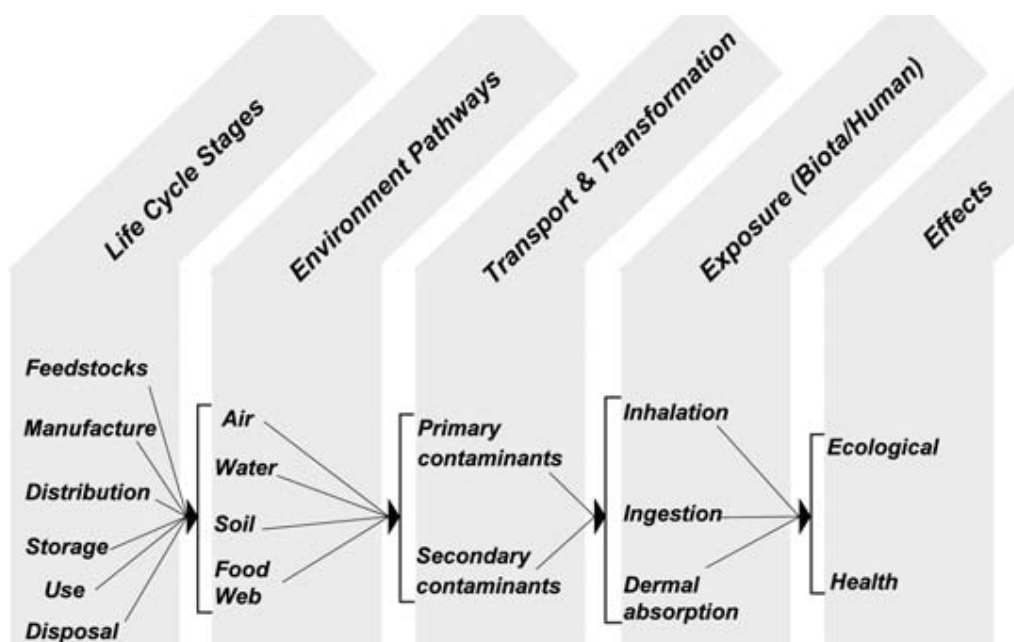 Life Cycle Stages
Environment Pathways
Transport & Transformation
Exposure (Biota/Human)
Effects
Feedstocks
Manufacture
Distribution
Storage
Use
Disposal
Air
Water
Soil
Food
Web
Primary
contaminants
Secondary
contaminants
Inhalation
Ingestion
Dermal
absorption
Ecological
Health